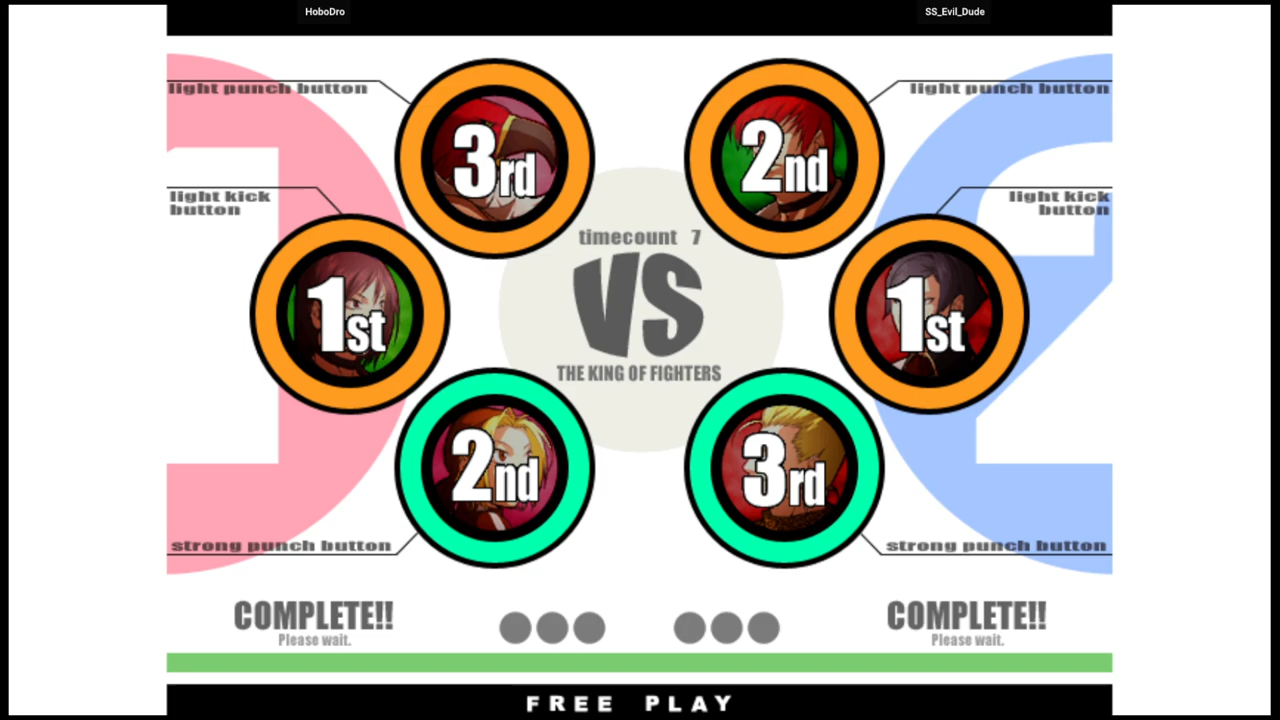 HoboDro
SS_Evil_Dude
light punch button
light punch button
3rd
2nd
light kick
button
light kick
button
timecount 7
VS
1st
1st
THE KING OF FIGHTERS
2nd
3rd
strong punch button
strong punch button
COMPLETE!!
Please wait.
COMPLETE!!
Please wait.
FREE PLAY